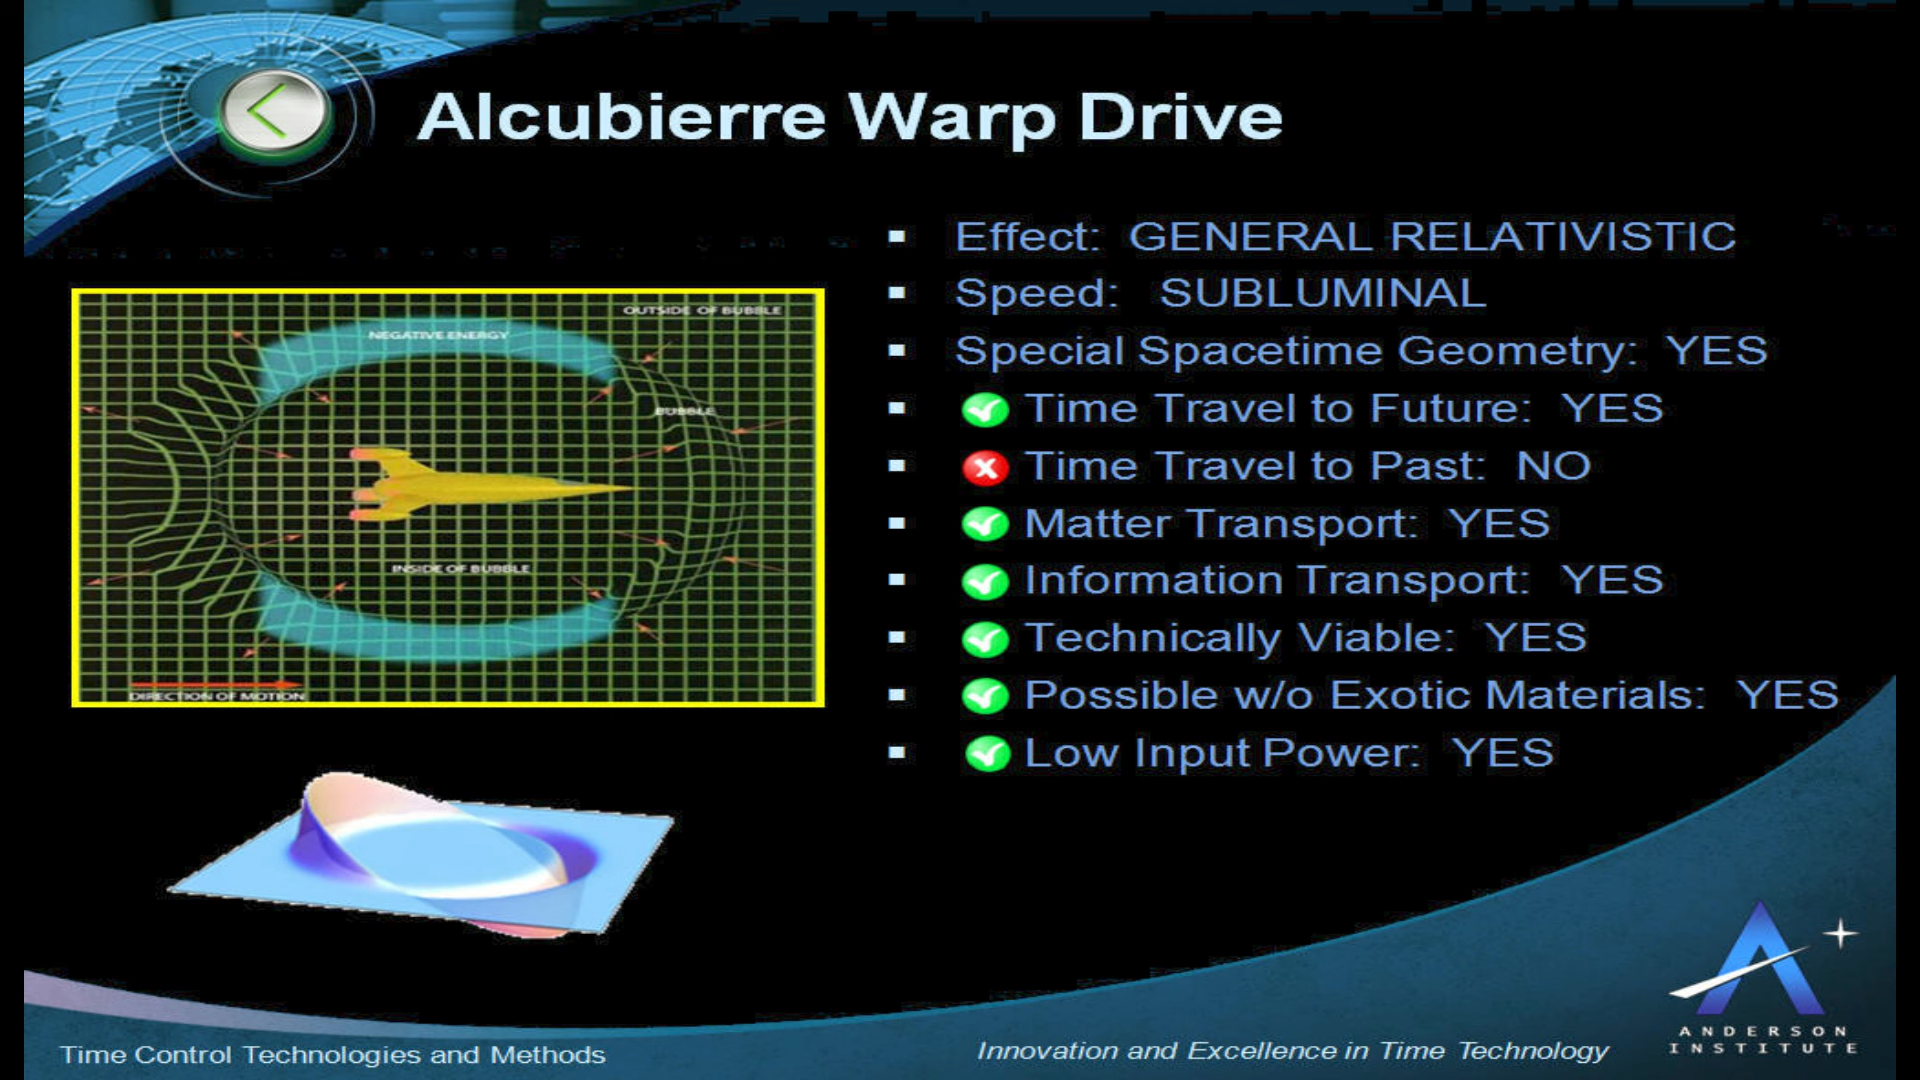 Alcubierre Warp Drive
Effect: GENERAL RELATIVISTIC
Speed: SUBLUMINAL
Special Spacetime Geometry: YES
Time Travel to Future: YES
Time Travel to Past: NO
Matter Transport: YES
Information Transport: YES
Technically Viable: YES
Possible w/o Exotic Materials: YES
Low Input Power: YES
OUTSIDE OF BUBBLE
NEGATIVE ENERGY
BUBBLE
INSIDE OF BUBBLE
DIRECTION OF MOTION
Time Control Technologies and Methods
Innovation and Excellence in Time Technology
ANDERSON
INSTITUTE